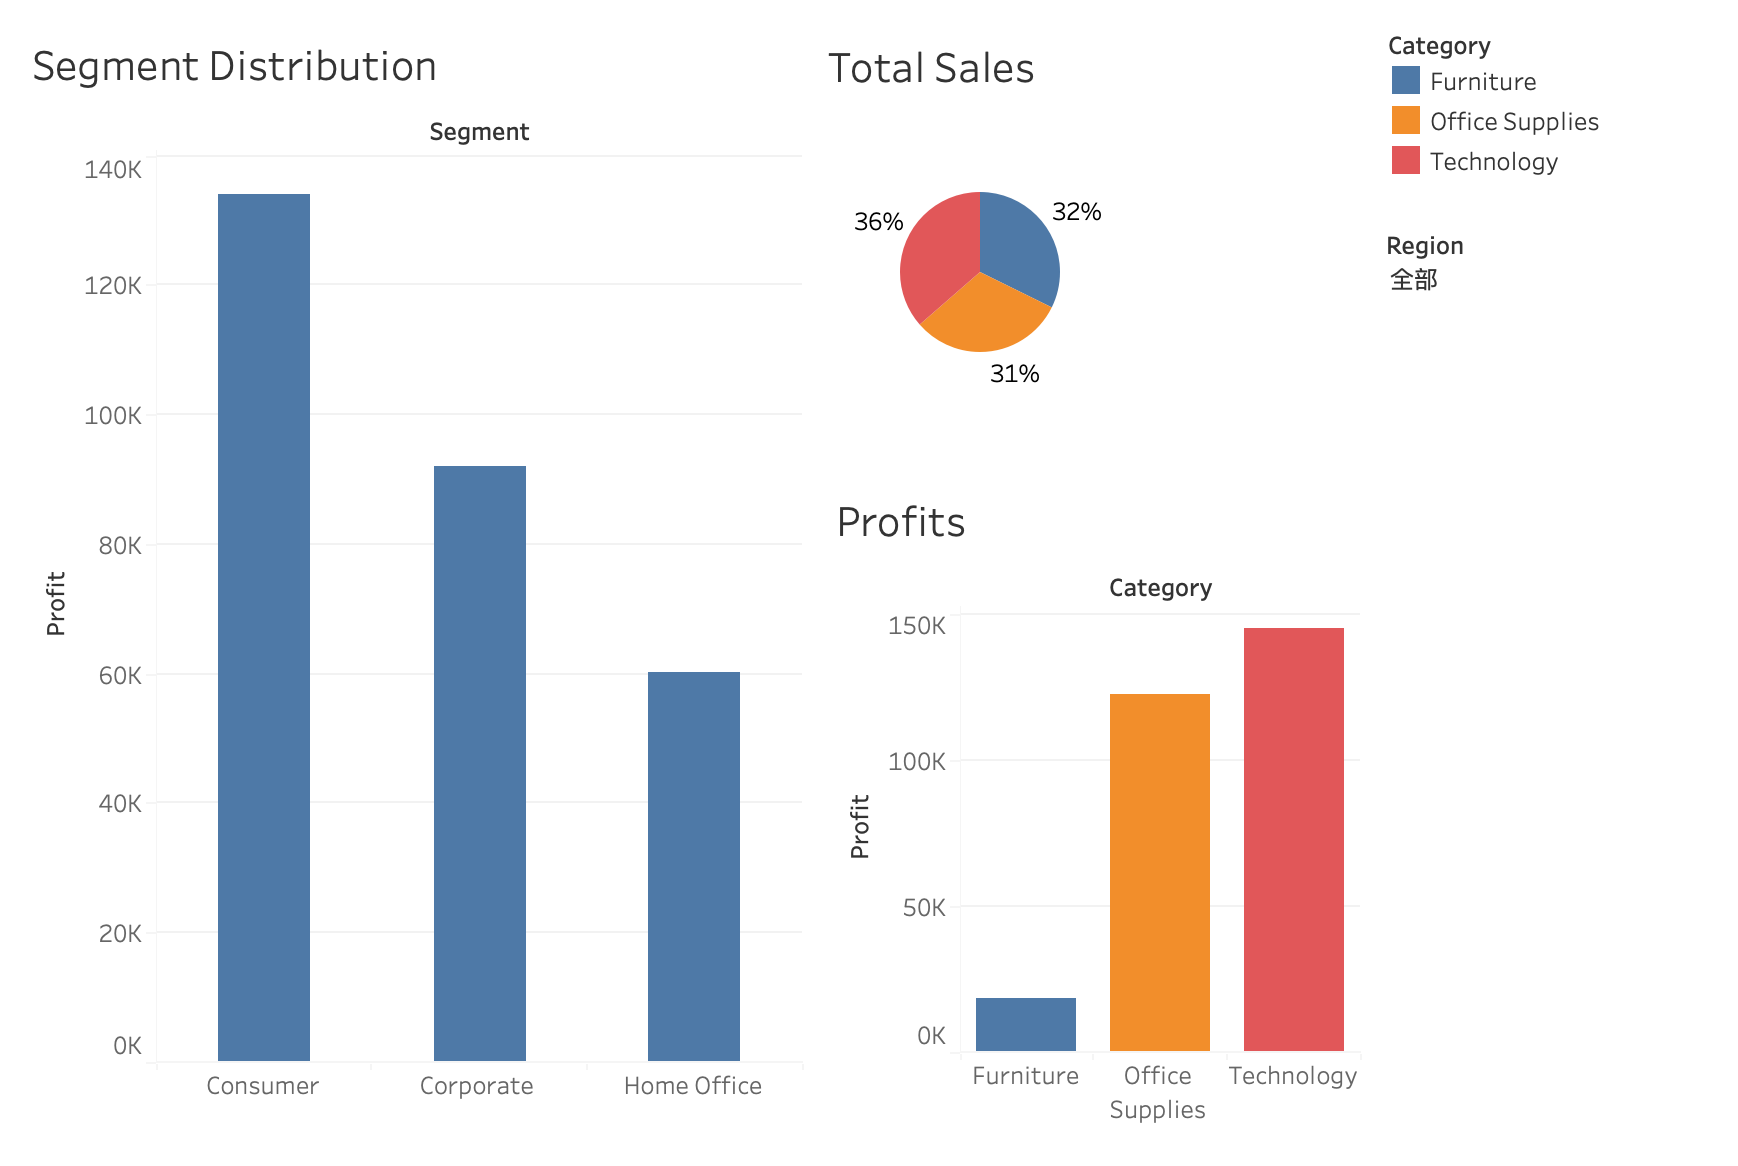 Segment Distribution
Segment
140K
120K
100K
80K
60K
40K
20K
0K
Profit
Consumer
Corporate
Home Office
Total Sales
36%
32%
31%
Profits
Category
150K
100K
50K
0K
Profit
Furniture
Office
Supplies
Technology
Category
Furniture
Office Supplies
Technology
Region
全部